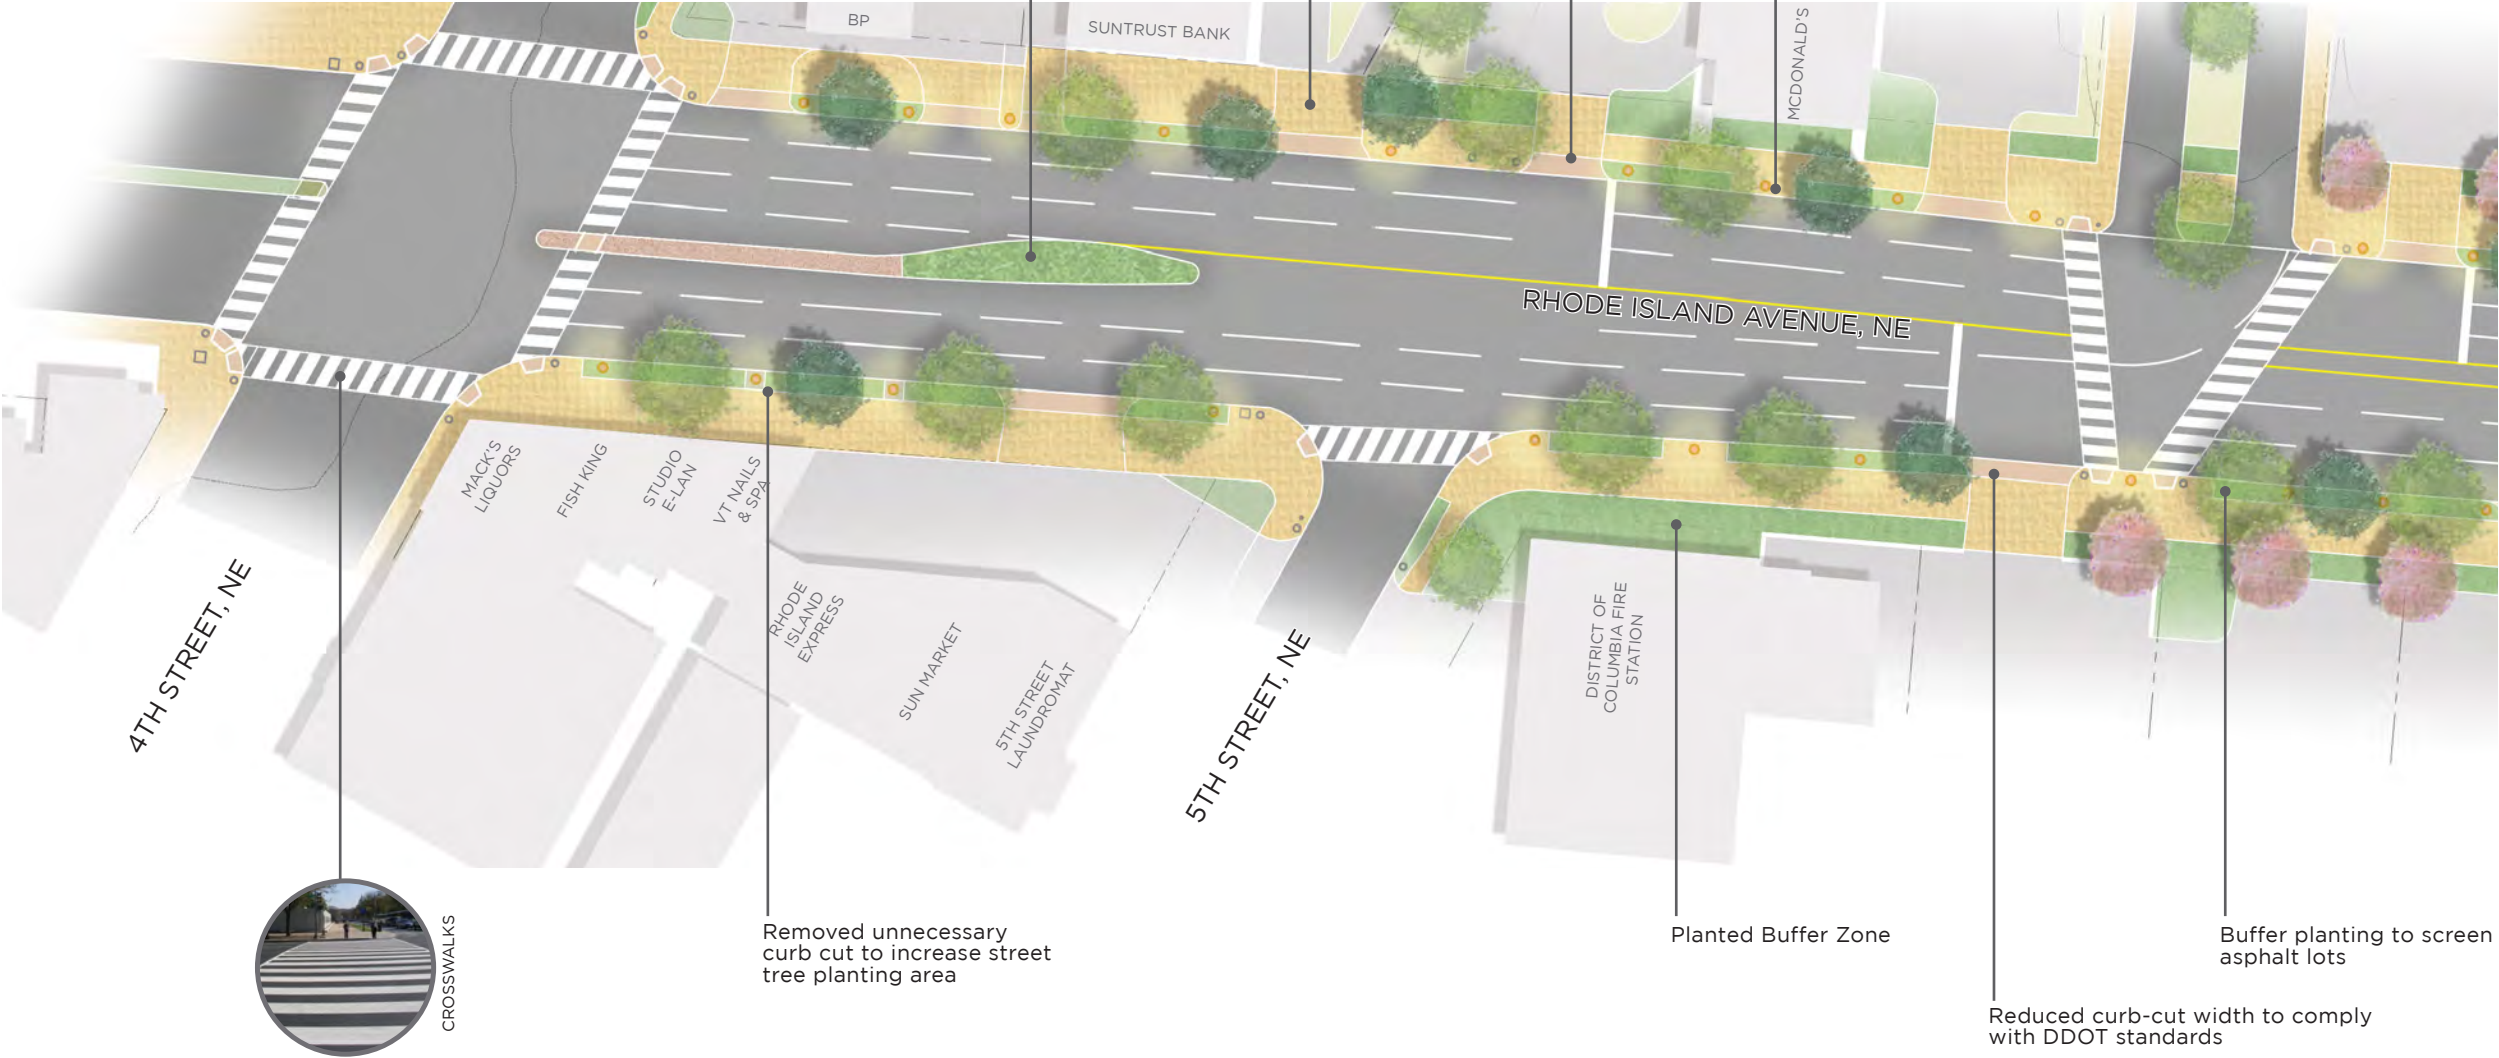 BP
SUNTRUST BANK
MCDONALD'S
RHODE ISLAND AVENUE, NE
MACK'S
LIQUORS
FISH KING
STUDIO
E-LAN
VT NAILS
& SPA
RHODE
ISLAND
EXPRESS
SUN MARKET
5TH STREET
LAUNDROMAT
DISTRICT OF
COLUMBIA FIRE
STATION
4TH STREET, NE
5TH STREET, NE
CROSSWALKS
Removed unnecessary
curb cut to increase street
tree planting area
Planted Buffer Zone
Buffer planting to screen
asphalt lots
Reduced curb-cut width to comply
with DDOT standards